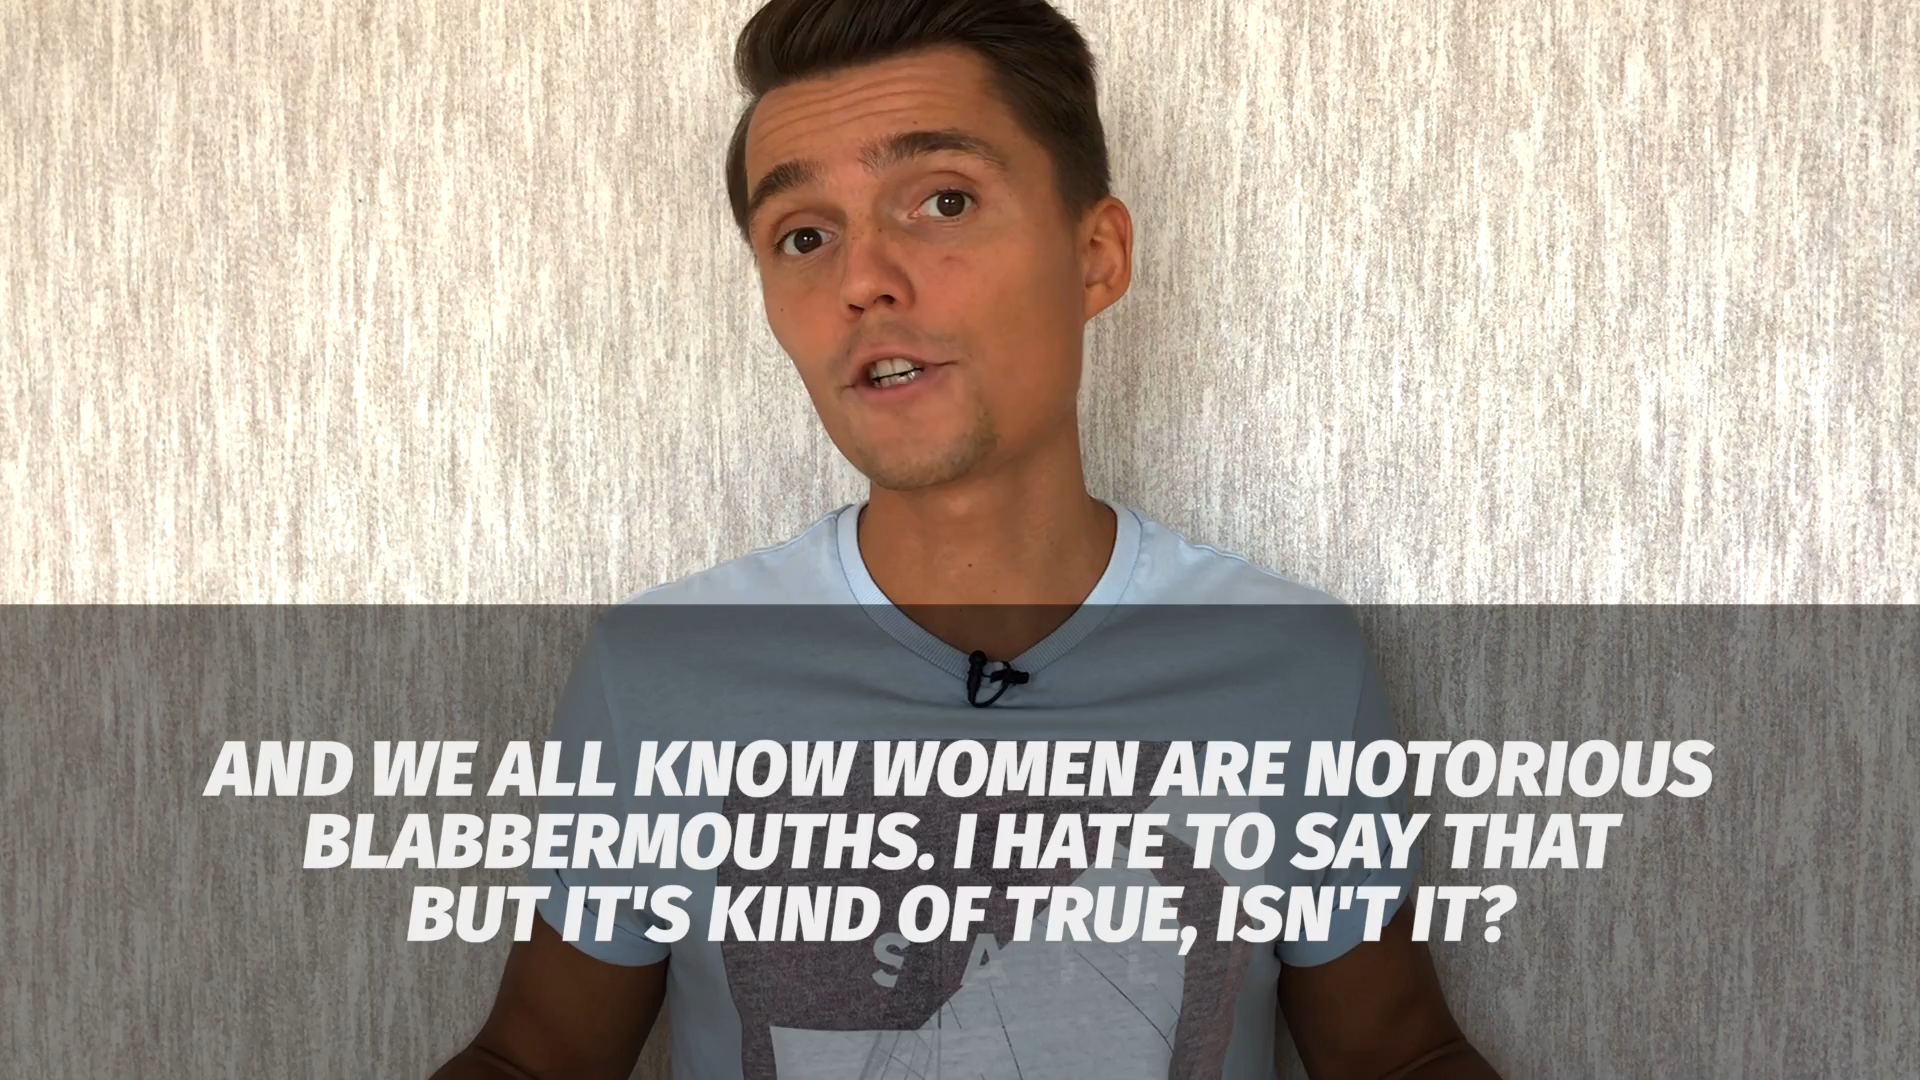 AND WE ALL KNOW WOMEN ARE NOTORIOUS
BLABBERMOUTHS. I HATE TO SAY THAT
BUT IT'S KIND OF TRUE, ISN'T IT?
SAIL